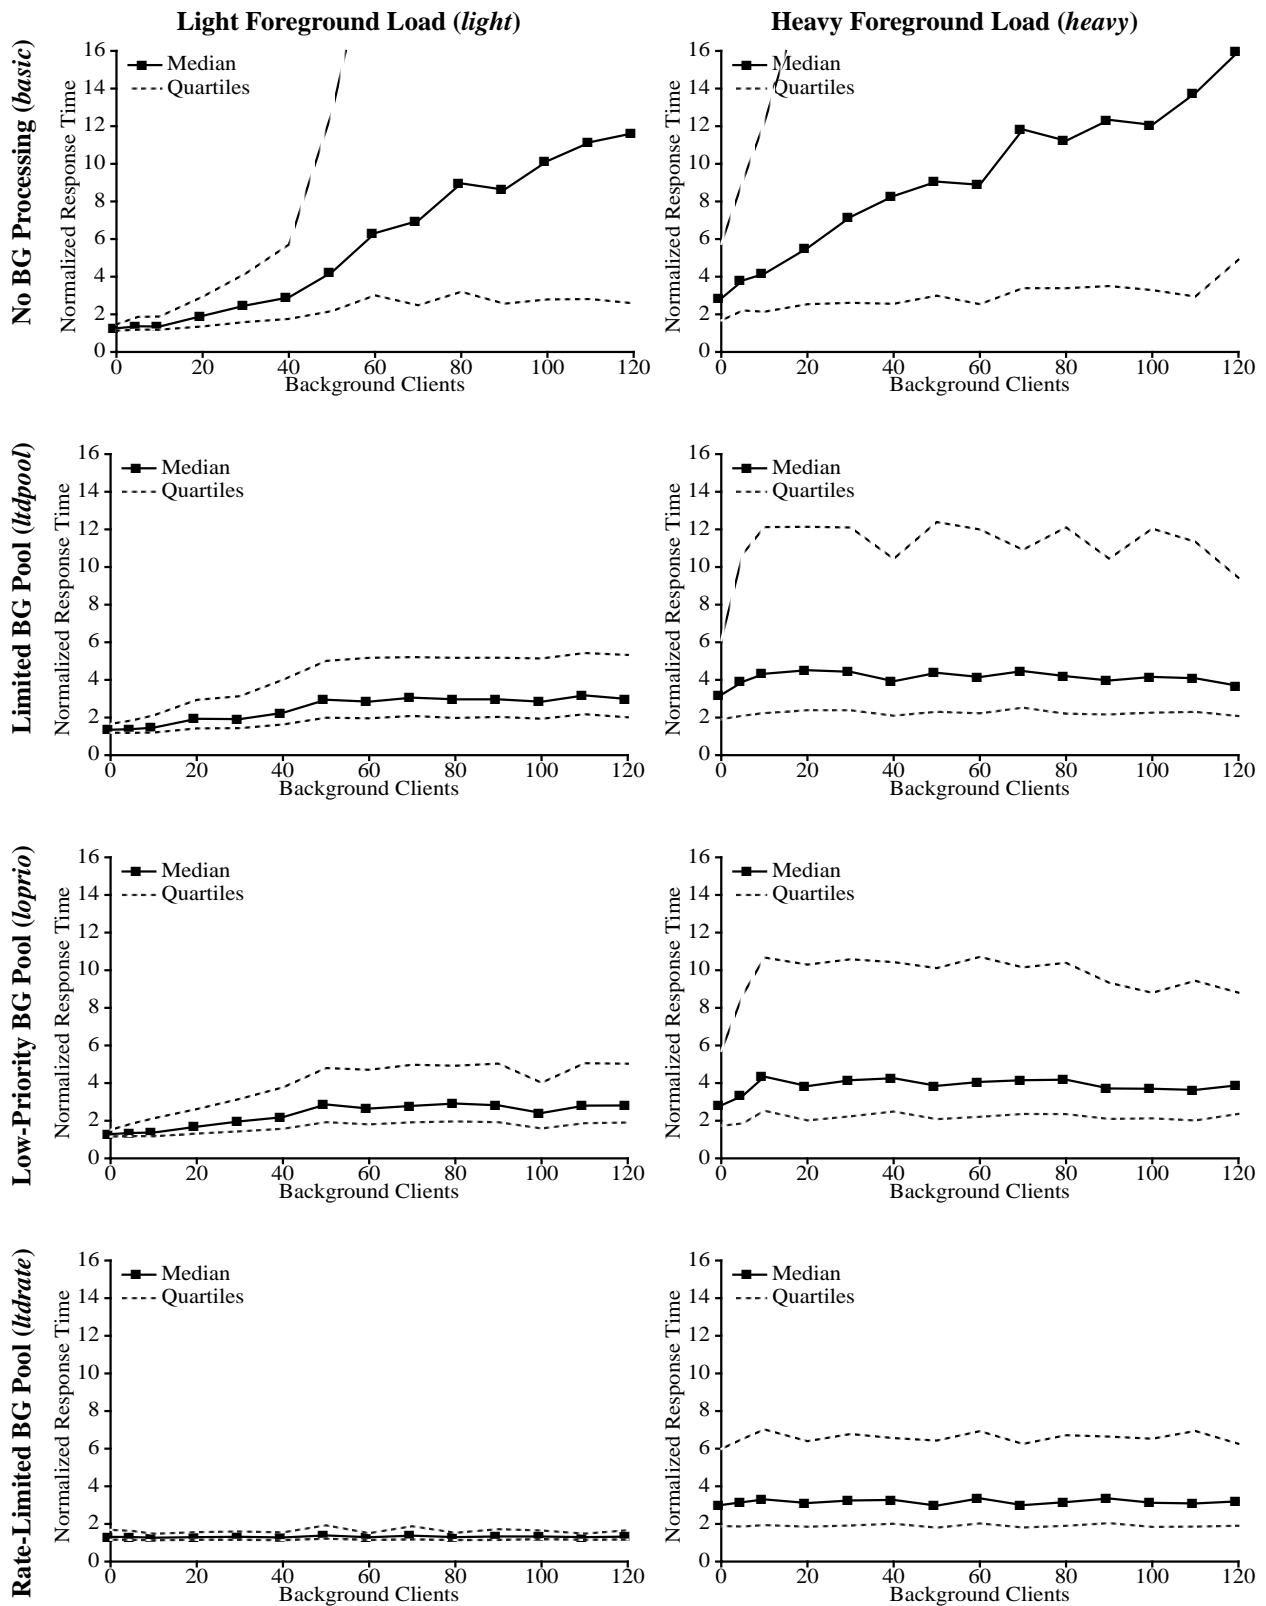 Light Foreground Load (light)
Heavy Foreground Load (heavy)
No BG Processing (basic)
Normalized Response Time
16
14
12
10
8
6
4
2
0
Median
Quartiles
0 20 40 60 80 100 120
Background Clients
Normalized Response Time
16
14
12
10
8
6
4
2
0
Median
Quartiles
0 20 40 60 80 100 120
Background Clients
Limited BG Pool (ltdpool)
Normalized Response Time
16
14
12
10
8
6
4
2
0
Median
Quartiles
0 20 40 60 80 100 120
Background Clients
Normalized Response Time
16
14
12
10
8
6
4
2
0
Median
Quartiles
0 20 40 60 80 100 120
Background Clients
Low-Priority BG Pool (loprio)
Normalized Response Time
16
14
12
10
8
6
4
2
0
Median
Quartiles
0 20 40 60 80 100 120
Background Clients
Normalized Response Time
16
14
12
10
8
6
4
2
0
Median
Quartiles
0 20 40 60 80 100 120
Background Clients
Rate-Limited BG Pool (ltdrate)
Normalized Response Time
16
14
12
10
8
6
4
2
0
Median
Quartiles
0 20 40 60 80 100 120
Background Clients
Normalized Response Time
16
14
12
10
8
6
4
2
0
Median
Quartiles
0 20 40 60 80 100 120
Background Clients